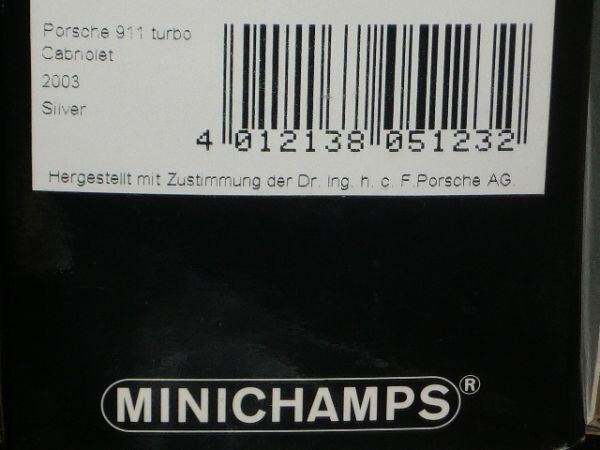 Porsche 911 turbo
Cabriolet
2003
Silver
4 012138 051232
Hergestellt mit Zustimmung der Dr. Ing. h. c. F.Porsche AG.
MINICHAMPS®